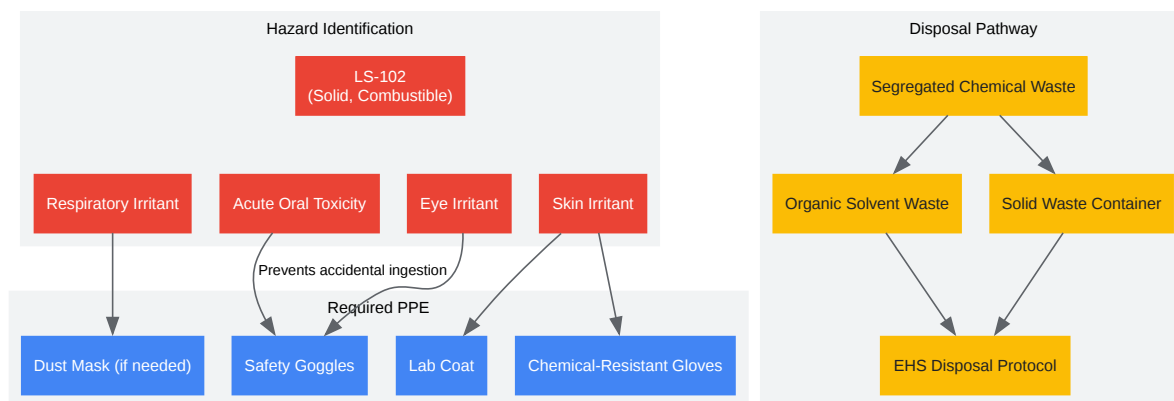 Hazard Identification
LS-102
(Solid, Combustible)
Respiratory Irritant
Acute Oral Toxicity
Eye Irritant
Skin Irritant
Prevents accidental ingestion
Required PPE
Dust Mask (if needed)
Safety Goggles
Lab Coat
Chemical-Resistant Gloves
Disposal Pathway
Segregated Chemical Waste
Organic Solvent Waste
Solid Waste Container
EHS Disposal Protocol